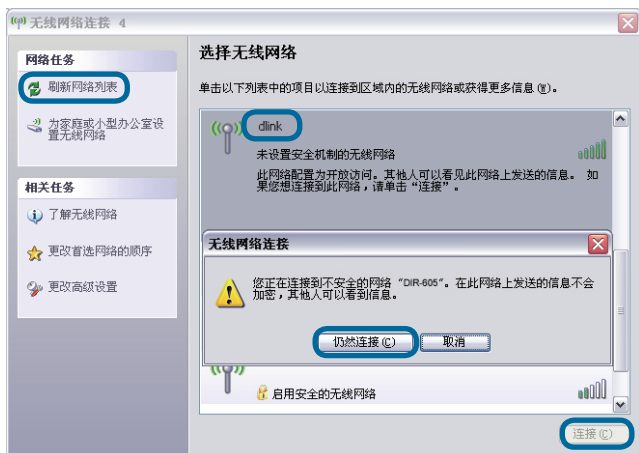 无线网络连接 4
网络任务
刷新网络列表
为家庭或小型办公室设
置无线网络
相关任务
了解无线网络
更改首选网络的顺序
更改高级设置
选择无线网络
单击以下列表中的项目以连接到区域内的无线网络或获得更多信息(W)。
dlink
未设置安全机制的无线网络
此网络配置为开放访问。其他人可以看见此网络上发送的信息。 如
果您想连接到此网络，请单击“连接”。
无线网络连接
您正在连接到不安全的网络“DIR-605”。在此网络上发送的信息不会
加密，其他人可以看到信息。
仍然连接(C)
取消
启用安全的无线网络
连接(C)